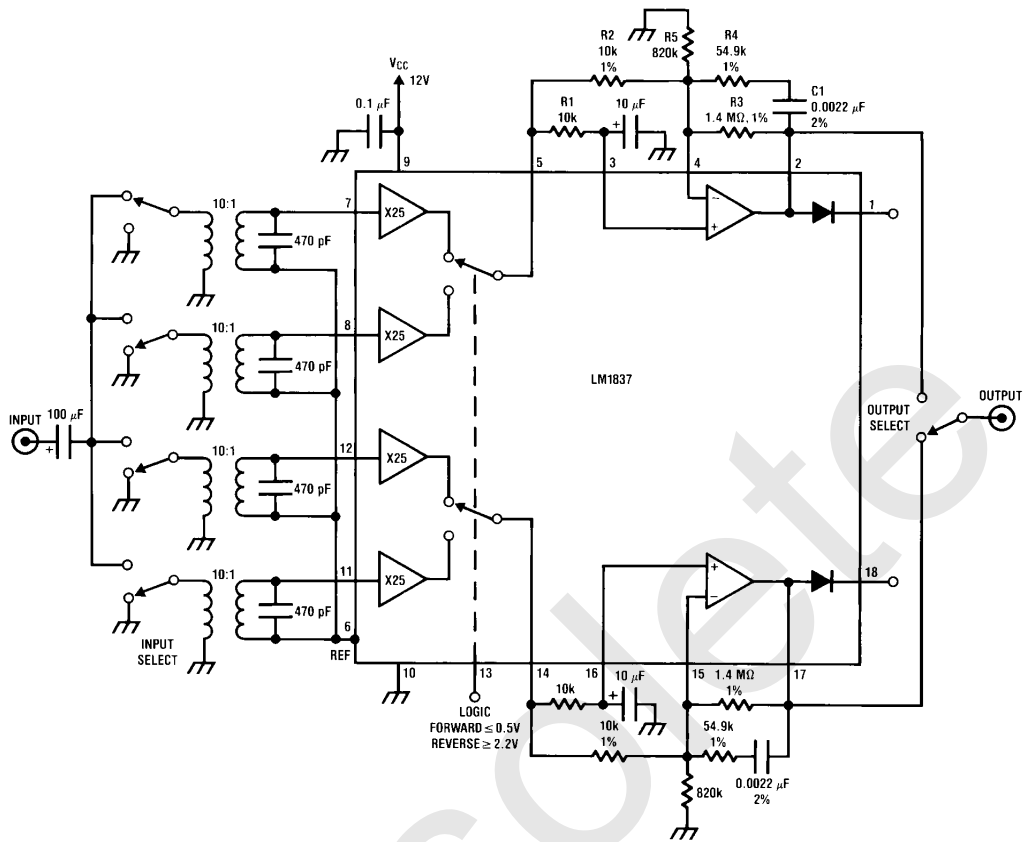 R2
10k
1%
R5
820k
R4
54.9k
1%
C1
0.0022 μF
2%
VCC
12V
0.1 μF
R1
10k
10 μF
+
R3
1.4 MΩ, 1%
9
5
3
4
2
10:1
470 pF
7
X25
−
+
1
10:1
470 pF
8
X25
LM1837
INPUT
100 μF
+
OUTPUT
SELECT
OUTPUT
10:1
470 pF
12
X25
10:1
470 pF
11
X25
+
−
18
INPUT
SELECT
6
REF
10
13
14
16
15
17
LOGIC
FORWARD ≤ 0.5V
REVERSE ≥ 2.2V
10k
+
10 μF
1.4 MΩ
1%
10k
1%
54.9k
1%
0.0022 μF
2%
820k
solete